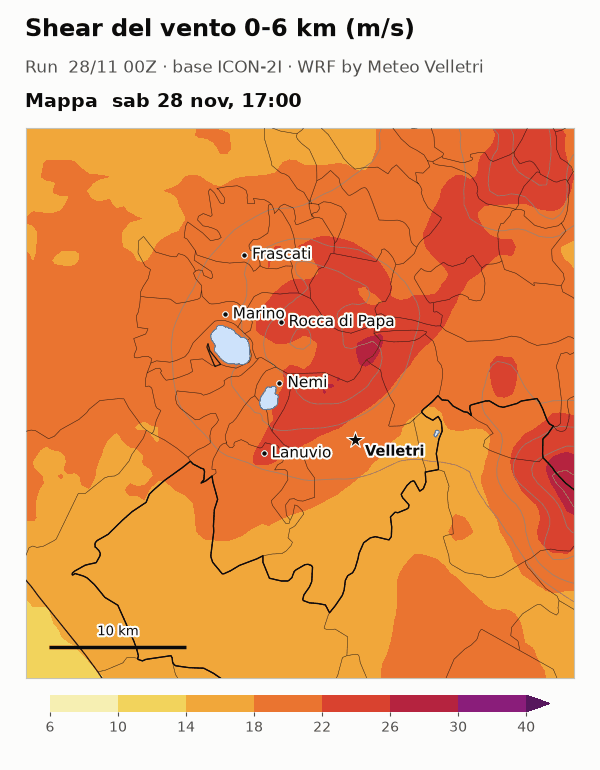 Shear del vento 0-6 km (m/s)
Run  28/11 00Z · base ICON-2I · WRF by Meteo Velletri
Mappa  sab 28 nov, 17:00
Frascati
Marino
Rocca di Papa
Nemi
Velletri
Lanuvio
10 km
6 10 14 18 22 26 30 40